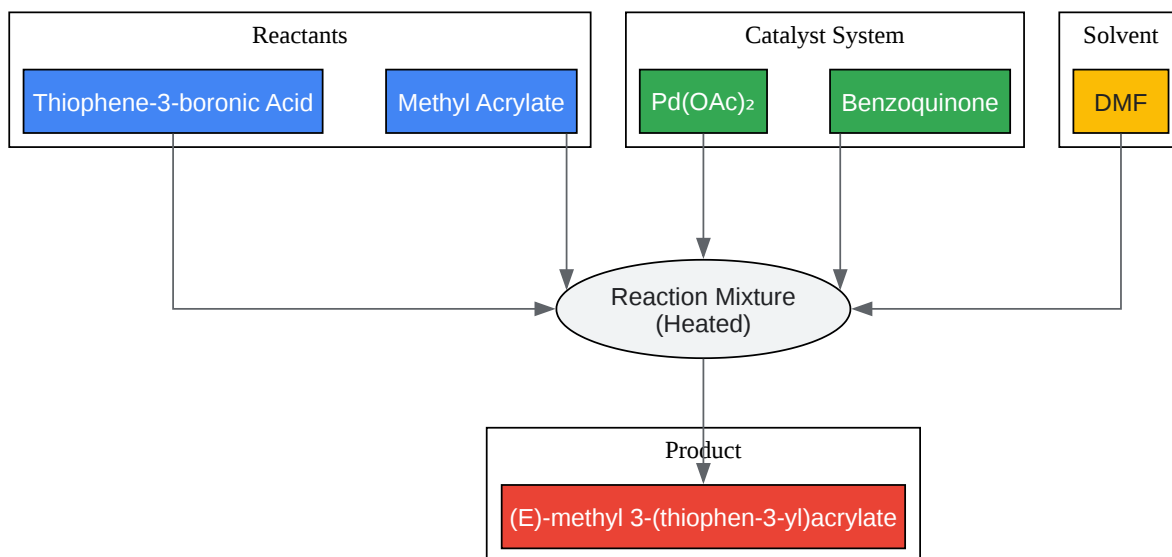 Reactants
Catalyst System
Solvent
Thiophene-3-boronic Acid
Methyl Acrylate
Pd(OAc)₂
Benzoquinone
DMF
Reaction Mixture
(Heated)
Product
(E)-methyl 3-(thiophen-3-yl)acrylate